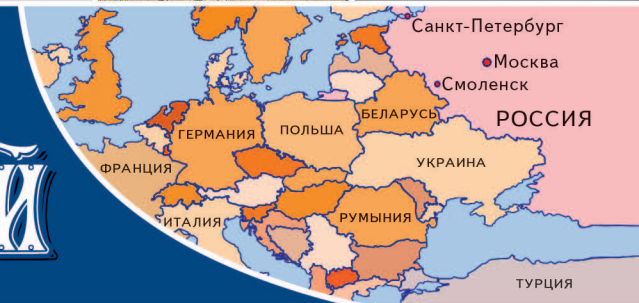 Санкт-Петербург
Москва
Смоленск
РОССИЯ
БЕЛАРУСЬ
ГЕРМАНИЯ
ПОЛЬША
УКРАИНА
ФРАНЦИЯ
ИТАЛИЯ
РУМЫНИЯ
ТУРЦИЯ
Й